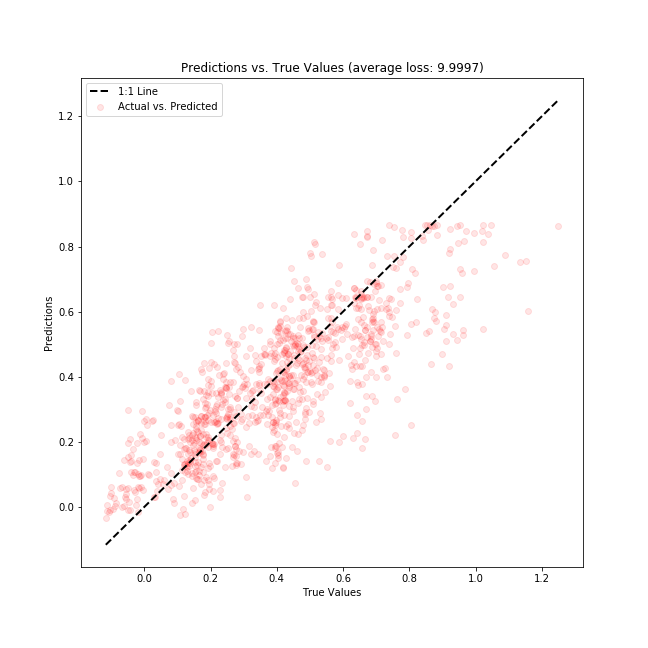 Predictions vs. True Values (average loss: 9.9997)
1:1 Line
Actual vs. Predicted
1.2
1.0
0.8
0.6
0.4
0.2
0.0
Predictions
0.0 0.2 0.4 0.6 0.8 1.0 1.2
True Values